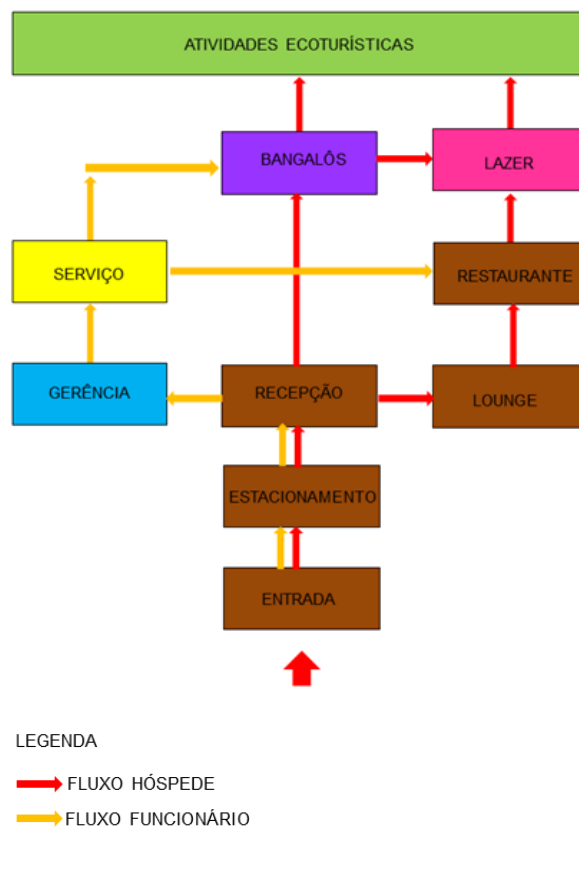 ATIVIDADES ECOTURÍSTICAS
BANGALÔS
LAZER
SERVIÇO
RESTAURANTE
GERÊNCIA
RECEPÇÃO
LOUNGE
ESTACIONAMENTO
ENTRADA
LEGENDA
FLUXO HÓSPEDE
FLUXO FUNCIONÁRIO